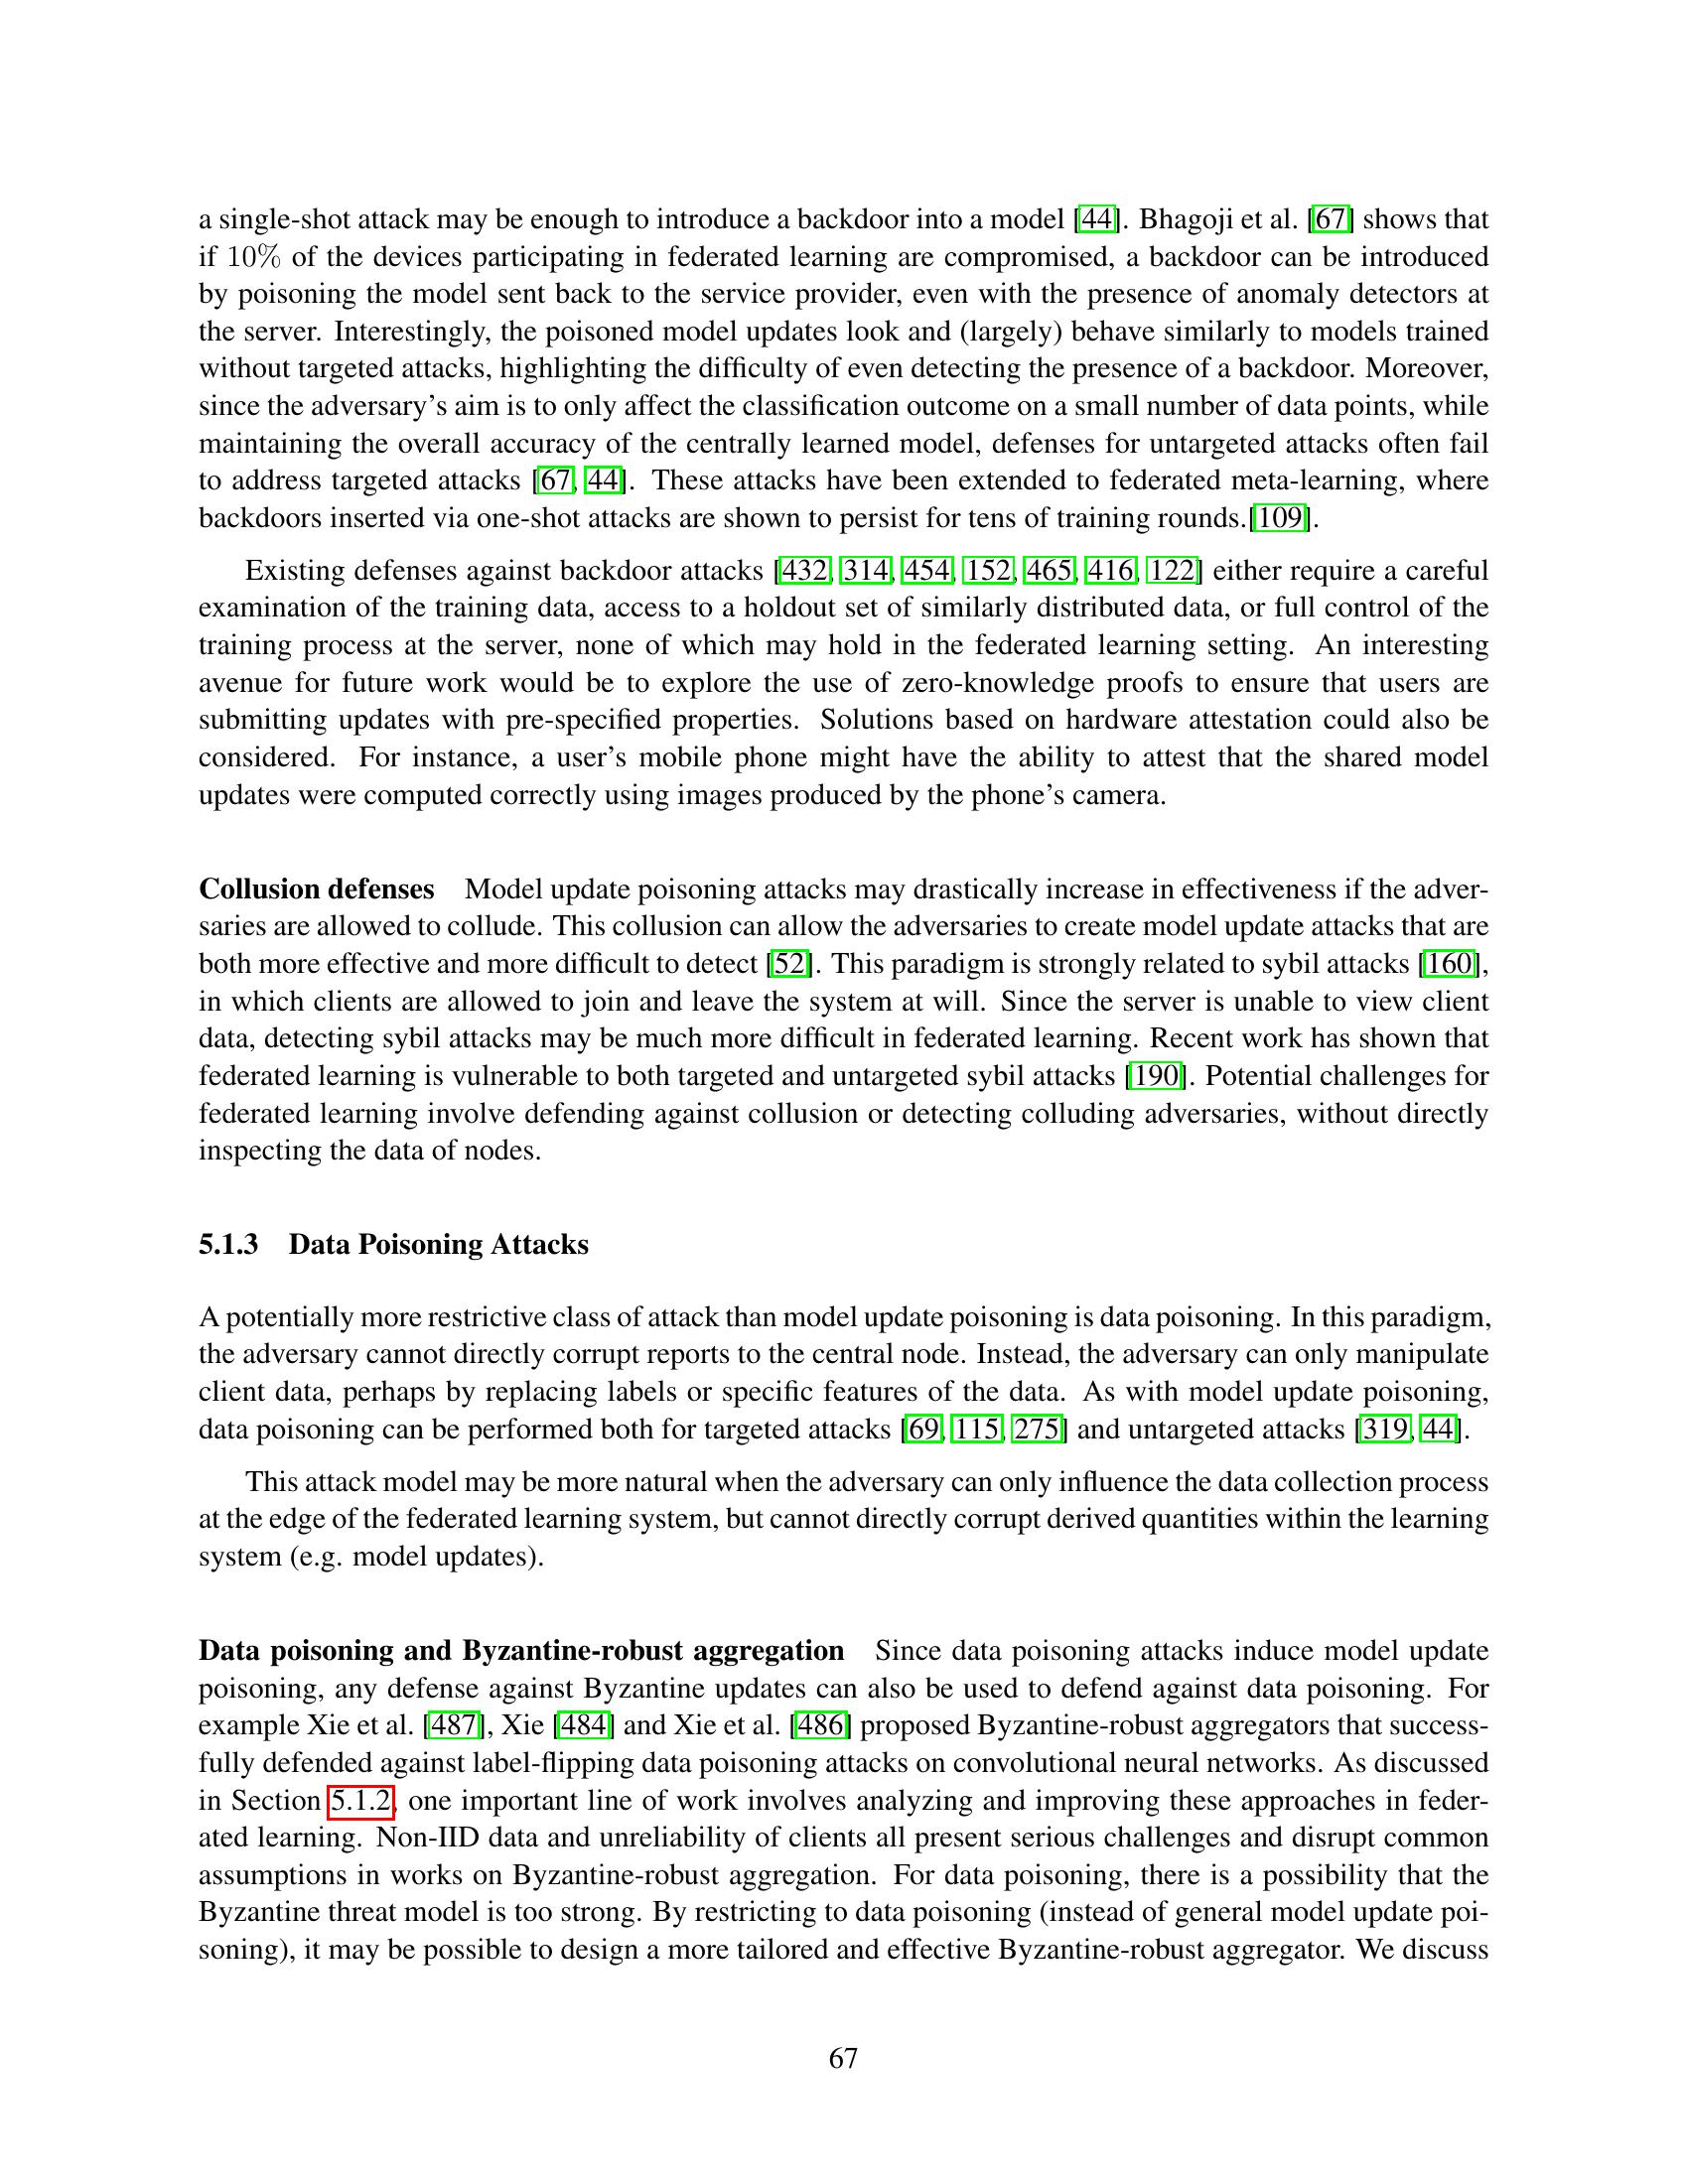 a single-shot attack may be enough to introduce a backdoor into a model [44]. Bhagoji et al. [67] shows that
if 10% of the devices participating in federated learning are compromised, a backdoor can be introduced
by poisoning the model sent back to the service provider, even with the presence of anomaly detectors at
the server. Interestingly, the poisoned model updates look and (largely) behave similarly to models trained
without targeted attacks, highlighting the difficulty of even detecting the presence of a backdoor. Moreover,
since the adversary's aim is to only affect the classification outcome on a small number of data points, while
maintaining the overall accuracy of the centrally learned model, defenses for untargeted attacks often fail
to address targeted attacks [67, 44]. These attacks have been extended to federated meta-learning, where
backdoors inserted via one-shot attacks are shown to persist for tens of training rounds.[109].
Existing defenses against backdoor attacks [432, 314, 454, 152, 465, 416, 122] either require a careful
examination of the training data, access to a holdout set of similarly distributed data, or full control of the
training process at the server, none of which may hold in the federated learning setting. An interesting
avenue for future work would be to explore the use of zero-knowledge proofs to ensure that users are
submitting updates with pre-specified properties. Solutions based on hardware attestation could also be
considered. For instance, a user's mobile phone might have the ability to attest that the shared model
updates were computed correctly using images produced by the phone's camera.
Collusion defenses Model update poisoning attacks may drastically increase in effectiveness if the adver-
saries are allowed to collude. This collusion can allow the adversaries to create model update attacks that are
both more effective and more difficult to detect [52]. This paradigm is strongly related to sybil attacks [160],
in which clients are allowed to join and leave the system at will. Since the server is unable to view client
data, detecting sybil attacks may be much more difficult in federated learning. Recent work has shown that
federated learning is vulnerable to both targeted and untargeted sybil attacks [190]. Potential challenges for
federated learning involve defending against collusion or detecting colluding adversaries, without directly
inspecting the data of nodes.
5.1.3 Data Poisoning Attacks
A potentially more restrictive class of attack than model update poisoning is data poisoning. In this paradigm,
the adversary cannot directly corrupt reports to the central node. Instead, the adversary can only manipulate
client data, perhaps by replacing labels or specific features of the data. As with model update poisoning,
data poisoning can be performed both for targeted attacks [69, 115, 275] and untargeted attacks [319, 44].
This attack model may be more natural when the adversary can only influence the data collection process
at the edge of the federated learning system, but cannot directly corrupt derived quantities within the learning
system (e.g. model updates).
Data poisoning and Byzantine-robust aggregation Since data poisoning attacks induce model update
poisoning, any defense against Byzantine updates can also be used to defend against data poisoning. For
example Xie et al. [487], Xie [484] and Xie et al. [486] proposed Byzantine-robust aggregators that success-
fully defended against label-flipping data poisoning attacks on convolutional neural networks. As discussed
in Section 5.1.2, one important line of work involves analyzing and improving these approaches in feder-
ated learning. Non-IID data and unreliability of clients all present serious challenges and disrupt common
assumptions in works on Byzantine-robust aggregation. For data poisoning, there is a possibility that the
Byzantine threat model is too strong. By restricting to data poisoning (instead of general model update poi-
soning), it may be possible to design a more tailored and effective Byzantine-robust aggregator. We discuss
67